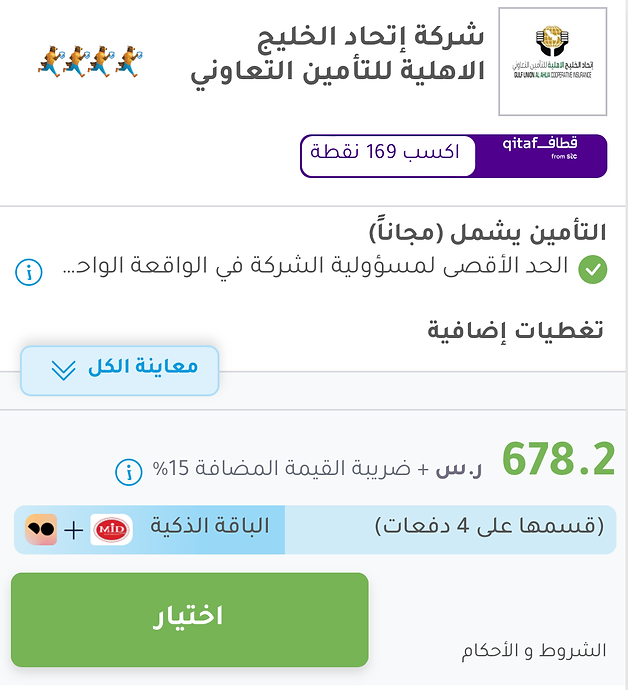 شركة إتحاد الخليج
الاهلية للتأمين التعاوني
إتحاد الخليج الاهلية للتأمين التعاوني
GULF UNION AL AHLIA COOPERATIVE INSURANCE
قطاف qitaf
from stc
اكسب 169 نقطة
التأمين يشمل (مجاناً)
الحد الأقصى لمسؤولية الشركة في الواقعة الواحـ...
تغطيات إضافية
معاينة الكل
678.2 ر.س + ضريبة القيمة المضافة 15%
(قسمها على 4 دفعات) الباقة الذكية MID +
اختيار
الشروط و الأحكام